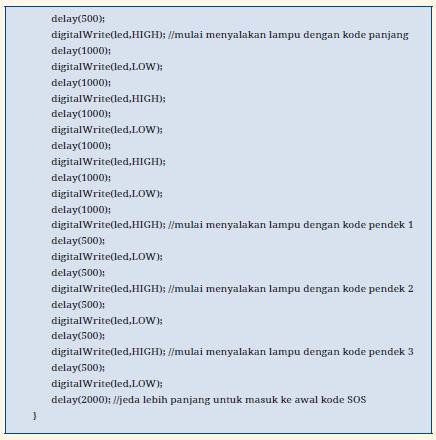 delay(500);
digitalWrite(led,HIGH); //mulai menyalakan lampu dengan kode panjang
delay(1000);
digitalWrite(led,LOW);
delay(1000);
digitalWrite(led,HIGH);
delay(1000);
digitalWrite(led,LOW);
delay(1000);
digitalWrite(led,HIGH);
delay(1000);
digitalWrite(led,LOW);
delay(1000);
digitalWrite(led,HIGH); //mulai menyalakan lampu dengan kode pendek 1
delay(500);
digitalWrite(led,LOW);
delay(500);
digitalWrite(led,HIGH); //mulai menyalakan lampu dengan kode pendek 2
delay(500);
digitalWrite(led,LOW);
delay(500);
digitalWrite(led,HIGH); //mulai menyalakan lampu dengan kode pendek 3
delay(500);
digitalWrite(led,LOW);
delay(2000); //jeda lebih panjang untuk masuk ke awal kode SOS
}